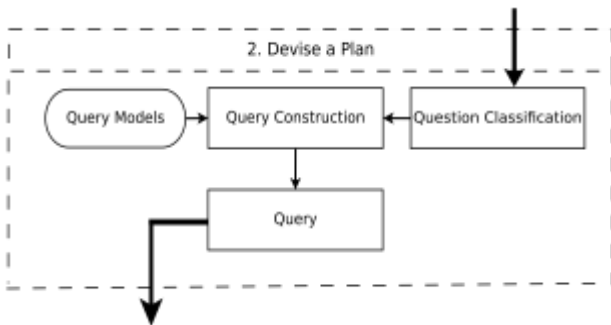 2. Devise a Plan
Query Models
Query Construction
Question Classification
Query